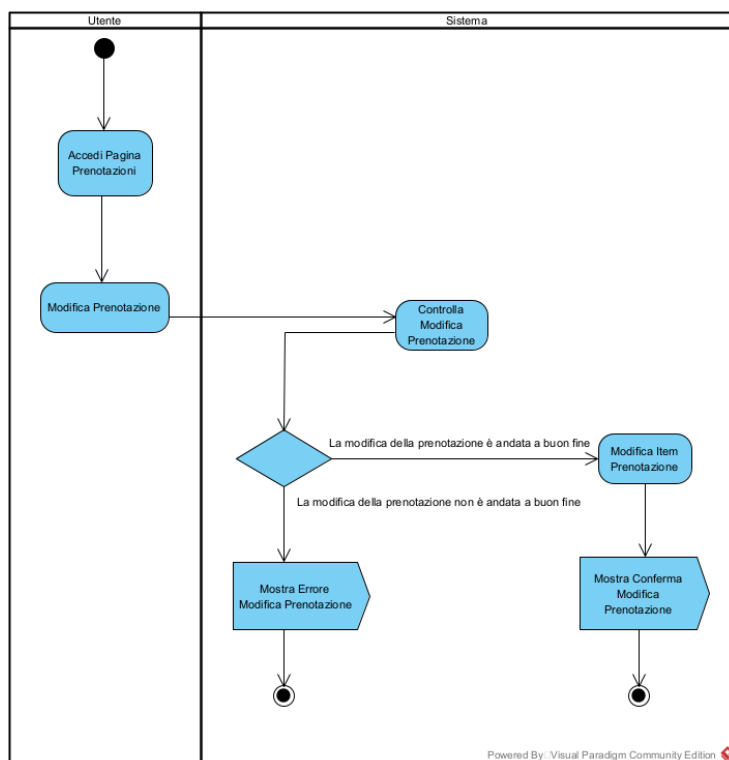 Utente
Sistema
Accedi Pagina
Prenotazioni
Modifica Prenotazione
Controlla
Modifica
Prenotazione
La modifica della prenotazione è andata a buon fine
Modifica Item
Prenotazione
La modifica della prenotazione non è andata a buon fine
Mostra Errore
Modifica Prenotazione
Mostra Conferma
Modifica
Prenotazione
Powered By Visual Paradigm Community Edition